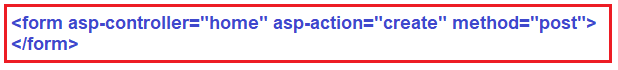 <form asp-controller="home" asp-action="create" method="post">
</form>